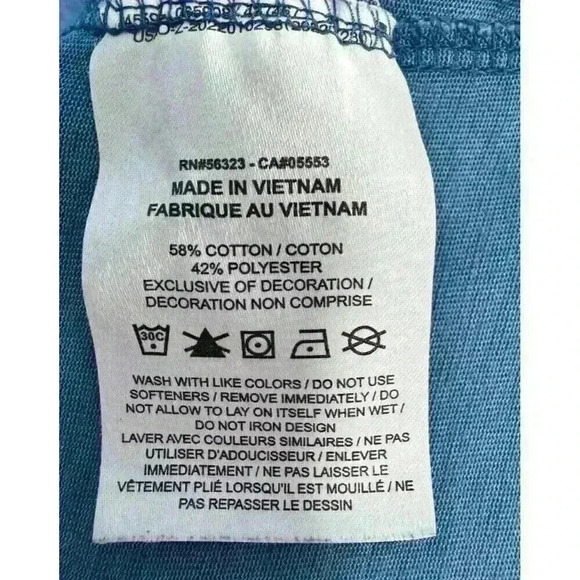 RN#56323 - CA#05553
MADE IN VIETNAM
FABRIQUE AU VIETNAM
58% COTTON / COTON
42% POLYESTER
EXCLUSIVE OF DECORATION /
DECORATION NON COMPRISE
30C
WASH WITH LIKE COLORS / DO NOT USE
SOFTENERS / REMOVE IMMEDIATELY / DO
NOT ALLOW TO LAY ON ITSELF WHEN WET /
DO NOT IRON DESIGN
LAVER AVEC COULEURS SIMILAIRES / NE PAS
UTILISER D'ADOUCISSEUR / ENLEVER
IMMÉDIATEMENT / NE PAS LAISSER LE
VÊTEMENT PLIÉ LORSQU'IL EST MOUILLÉ / NE
PAS REPASSER LE DESSIN